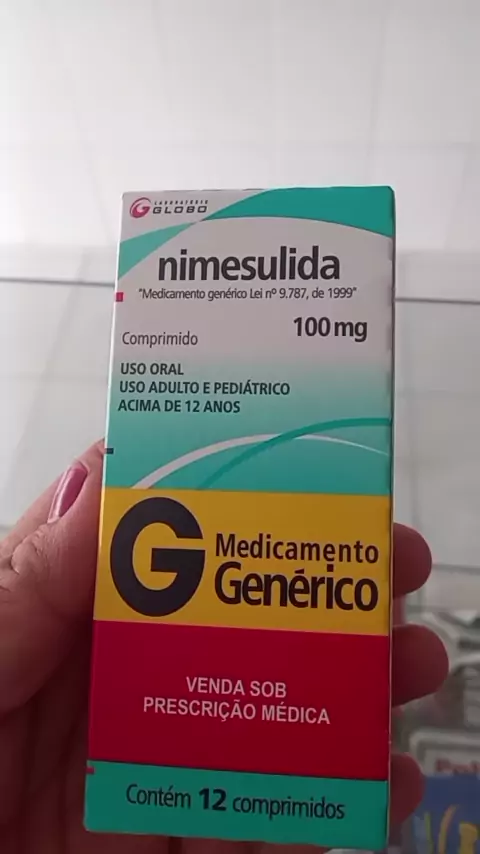 LABORATÓRIO
GLOBO
nimesulida
"Medicamento genérico Lei nº 9.787, de 1999"
100 mg
Comprimido
USO ORAL
USO ADULTO E PEDIÁTRICO
ACIMA DE 12 ANOS
G Medicamento
Genérico
VENDA SOB
PRESCRIÇÃO MÉDICA
Contém 12 comprimidos